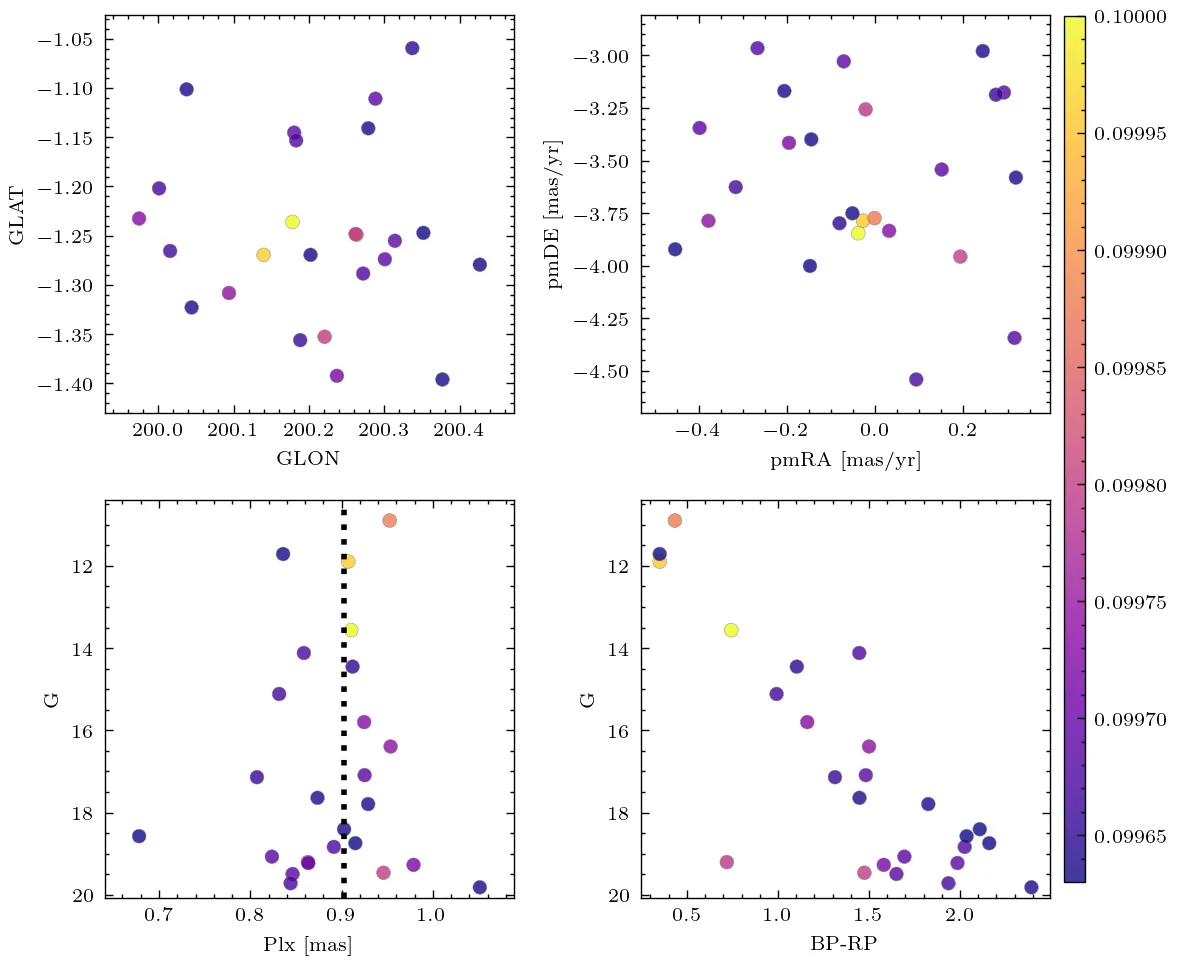 −1.05
−1.10
−1.15
−1.20
−1.25
−1.30
−1.35
−1.40
GLAT
200.0 200.1 200.2 200.3 200.4
GLON
−3.00
−3.25
−3.50
−3.75
−4.00
−4.25
−4.50
pmDE [mas/yr]
−0.4 −0.2 0.0 0.2
pmRA [mas/yr]
12
14
16
18
20
G
0.7 0.8 0.9 1.0
Plx [mas]
12
14
16
18
20
G
0.5 1.0 1.5 2.0
BP-RP
0.10000
0.09995
0.09990
0.09985
0.09980
0.09975
0.09970
0.09965